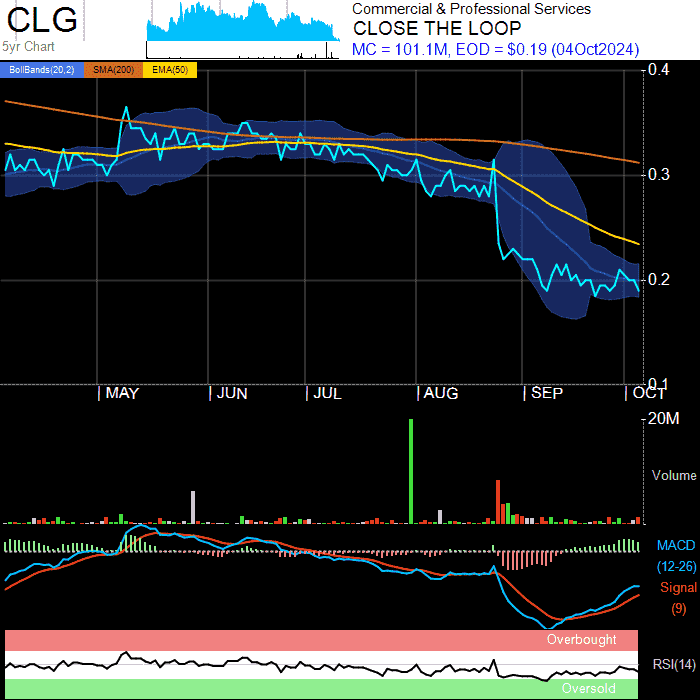 CLG
5yr Chart
Commercial & Professional Services
CLOSE THE LOOP
MC = 101.1M, EOD = $0.19 (04Oct2024)
BollBands(20,2) SMA(200) EMA(50)
0.4
0.3
0.2
0.1
MAY JUN JUL AUG SEP OCT
20M
Volume
MACD
(12-26)
Signal
(9)
Overbought
RSI(14)
Oversold